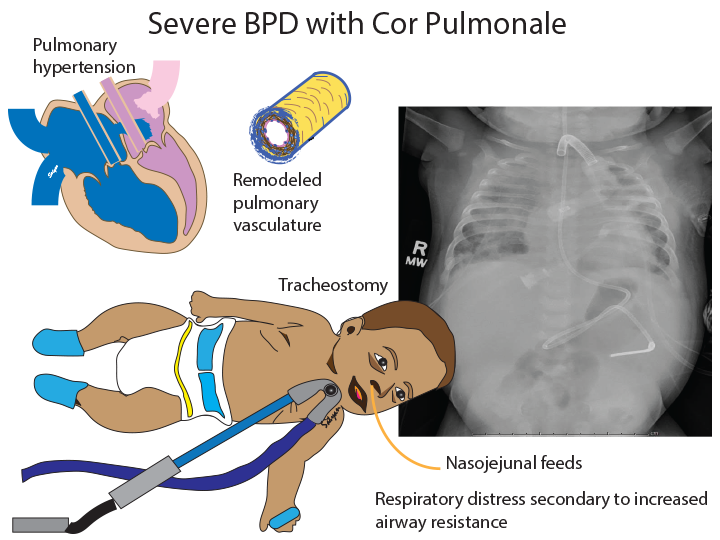 Severe BPD with Cor Pulmonale
Pulmonary
hypertension
Remodeled
pulmonary
vasculature
R
MW
Tracheostomy
Nasojejunal feeds
Respiratory distress secondary to increased
airway resistance